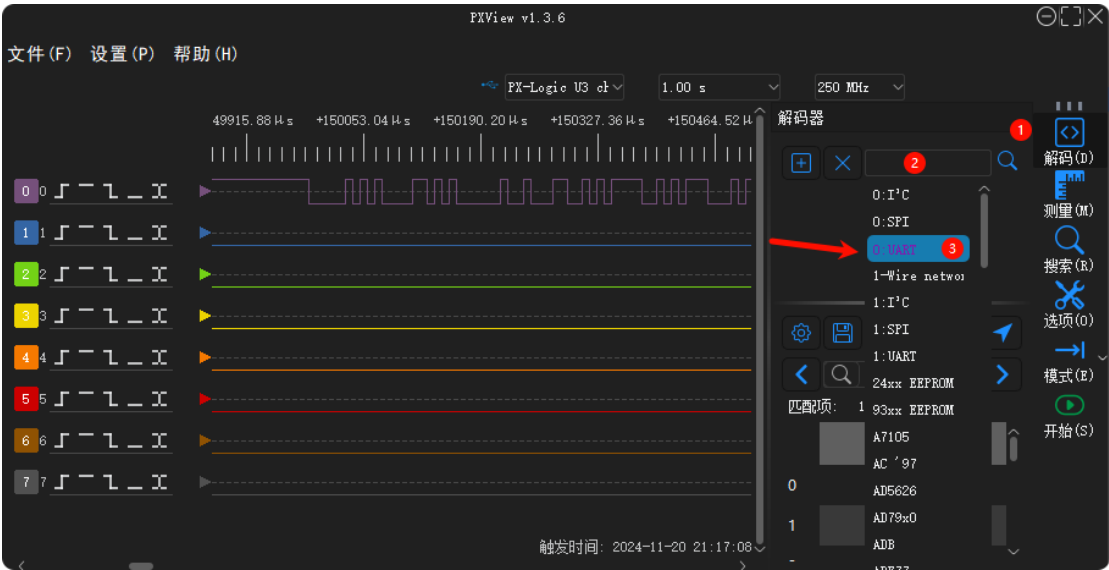 PXView v1.3.6
文件(F) 设置(P) 帮助(H)
PX-Logic U3 ch 1.00 s 250 MHz
49915.88μs +150053.04μs +150190.20μs +150327.36μs +150464.52μ
解码器
1
解码(D)
2
0:I²C
0:SPI
0:UART 3
1-Wire networ
1:I²C
1:SPI
1:UART
24xx EEPROM
93xx EEPROM
A7105
AC '97
AD5626
AD79x0
ADB
测量(M)
搜索(R)
选项(O)
模式(E)
开始(S)
匹配项: 1
0
1
0 0
1 1
2 2
3 3
4 4
5 5
6 6
7 7
触发时间: 2024-11-20 21:17:08